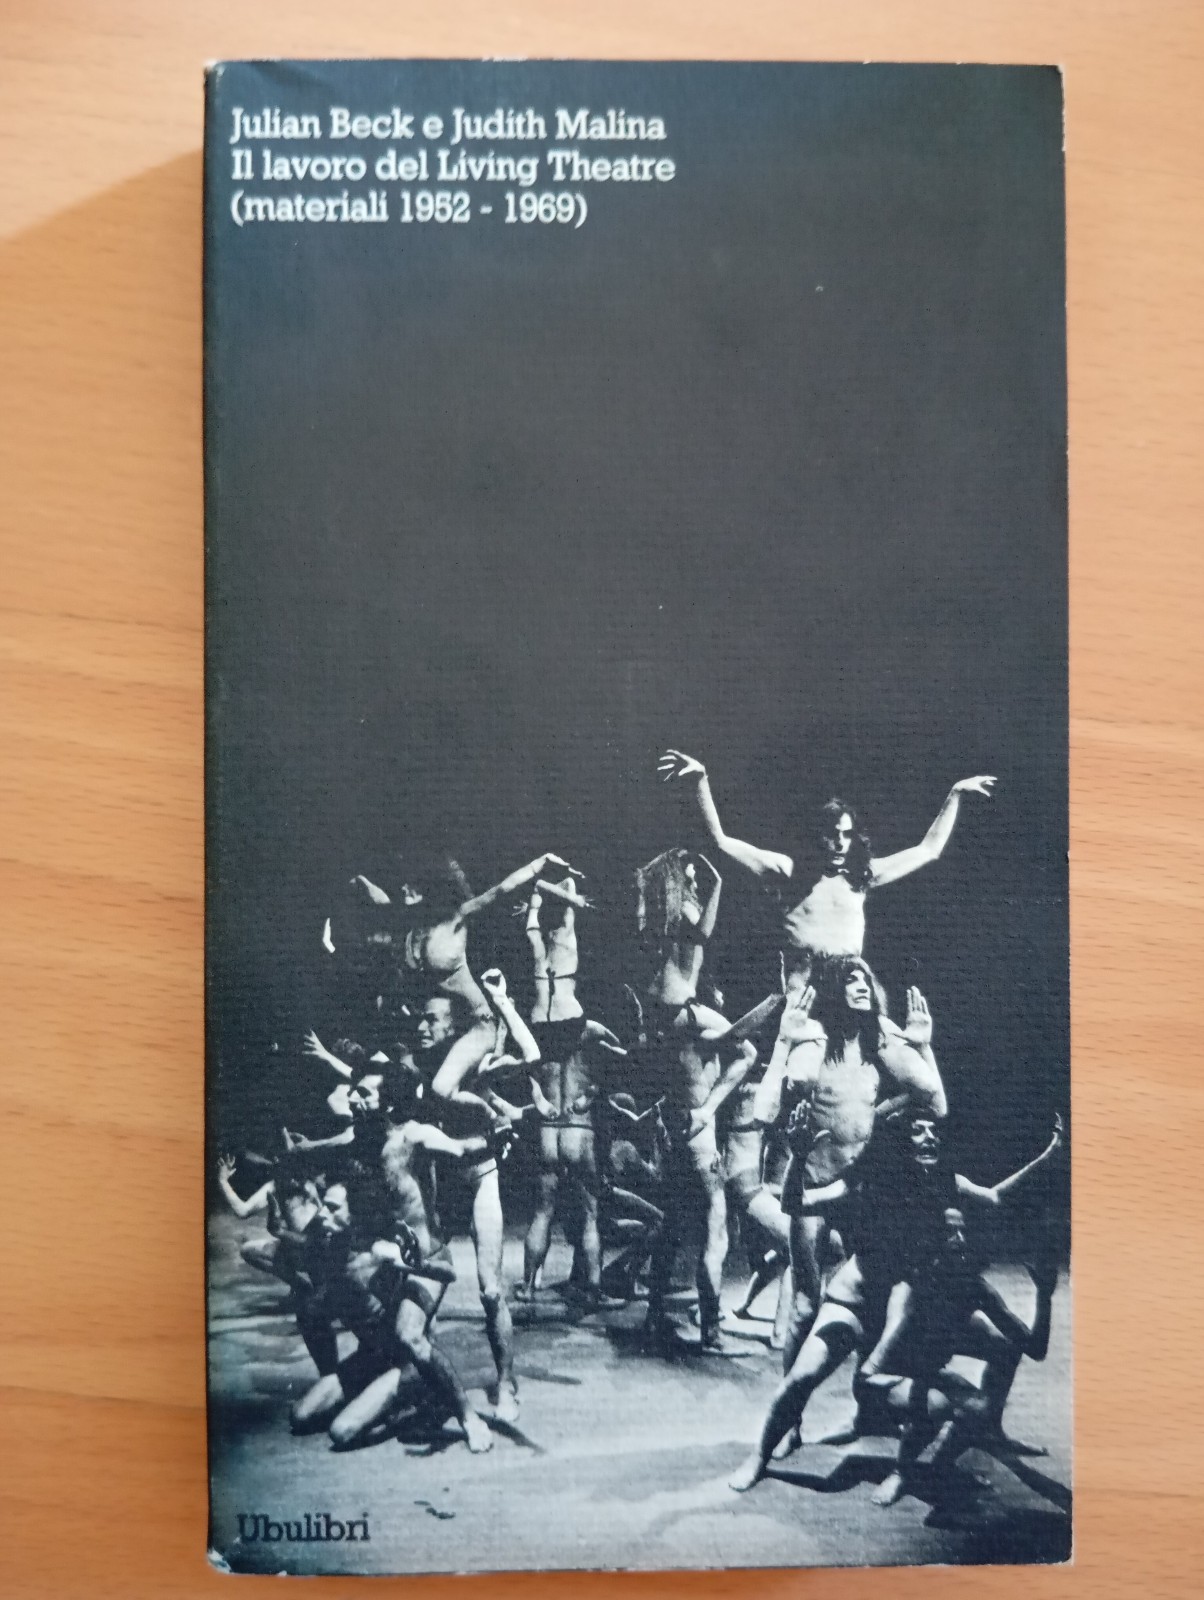 Julian Beck e Judith Malina
Il lavoro del Living Theatre
(materiali 1952 - 1969)
Ubulibri